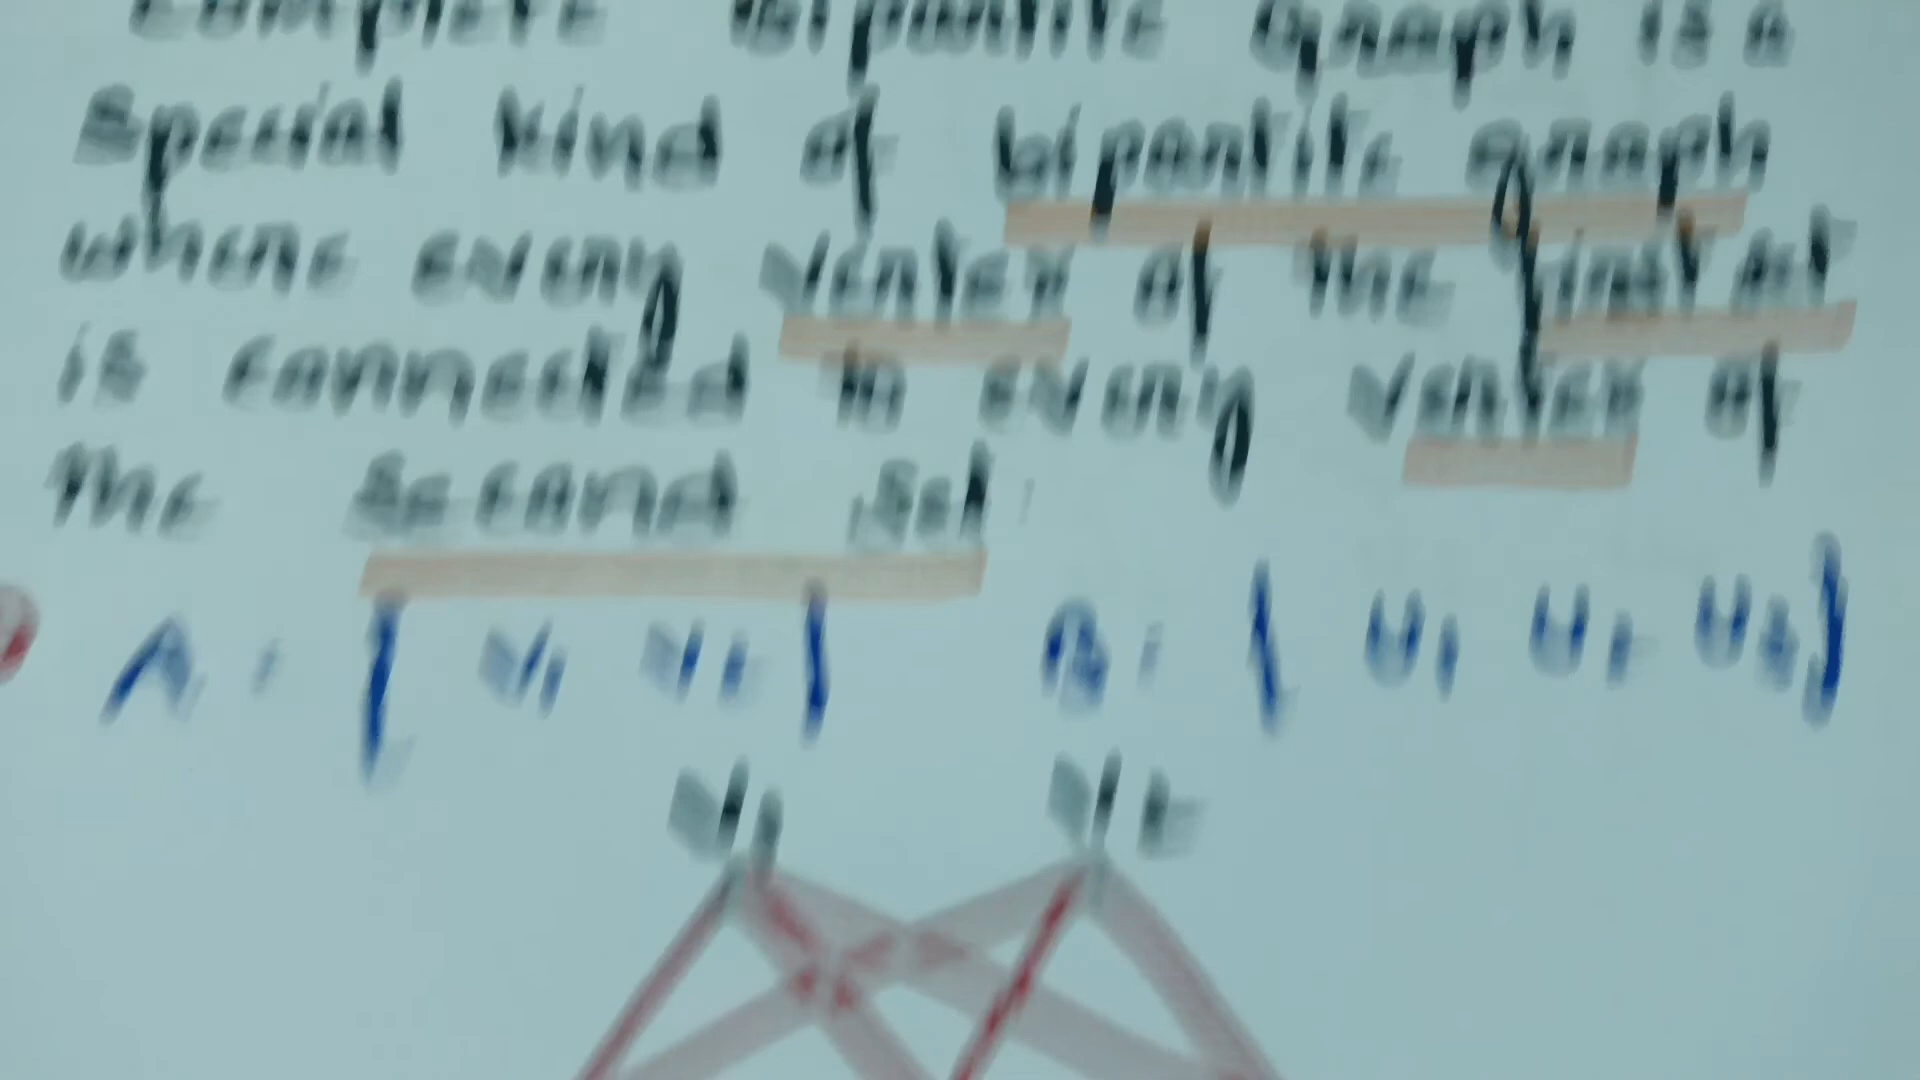 Complete Bipartite Graph is a
Special kind of bipartite graph
where every vertex of the first set
is connected to every vertex of
the second set.
A = { V1 V2 } B = { U1 U2 U3 }
V1 V2